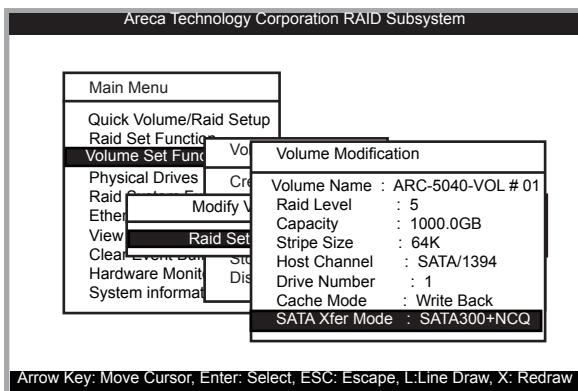 Areca Technology Corporation RAID Subsystem
Main Menu
Quick Volume/Raid Setup
Raid Set Function
Volume Set Func
Physical Drives
Raid
Ether
View
Clear
Hardware Monit
System informat
Vol
Cre
Dis
Modify V
Raid Set
Volume Modification
Volume Name : ARC-5040-VOL # 01
Raid Level : 5
Capacity : 1000.0GB
Stripe Size : 64K
Host Channel : SATA/1394
Drive Number : 1
Cache Mode : Write Back
SATA Xfer Mode : SATA300+NCQ
Arrow Key: Move Cursor, Enter: Select, ESC: Escape, L:Line Draw, X: Redraw